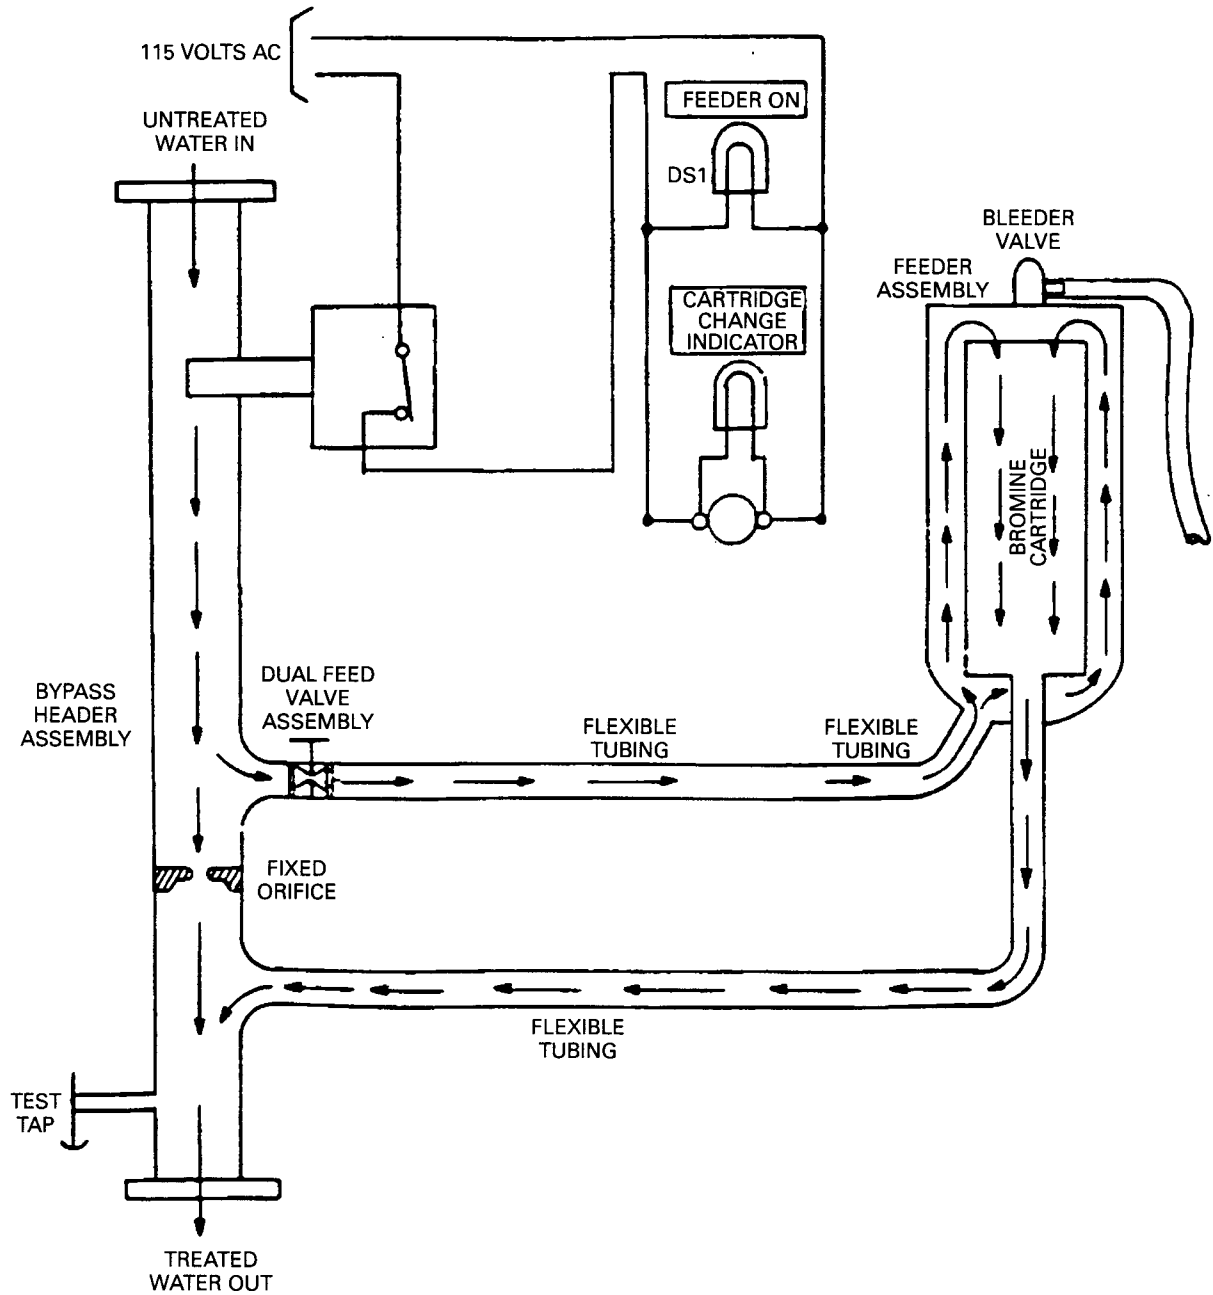 115 VOLTS AC
UNTREATED
WATER IN
FEEDER ON
DS1
CARTRIDGE
CHANGE
INDICATOR
BLEEDER
VALVE
FEEDER
ASSEMBLY
BROMINE
CARTRIDGE
BYPASS
HEADER
ASSEMBLY
DUAL FEED
VALVE
ASSEMBLY
FLEXIBLE
TUBING
FLEXIBLE
TUBING
FIXED
ORIFICE
FLEXIBLE
TUBING
TEST
TAP
TREATED
WATER OUT